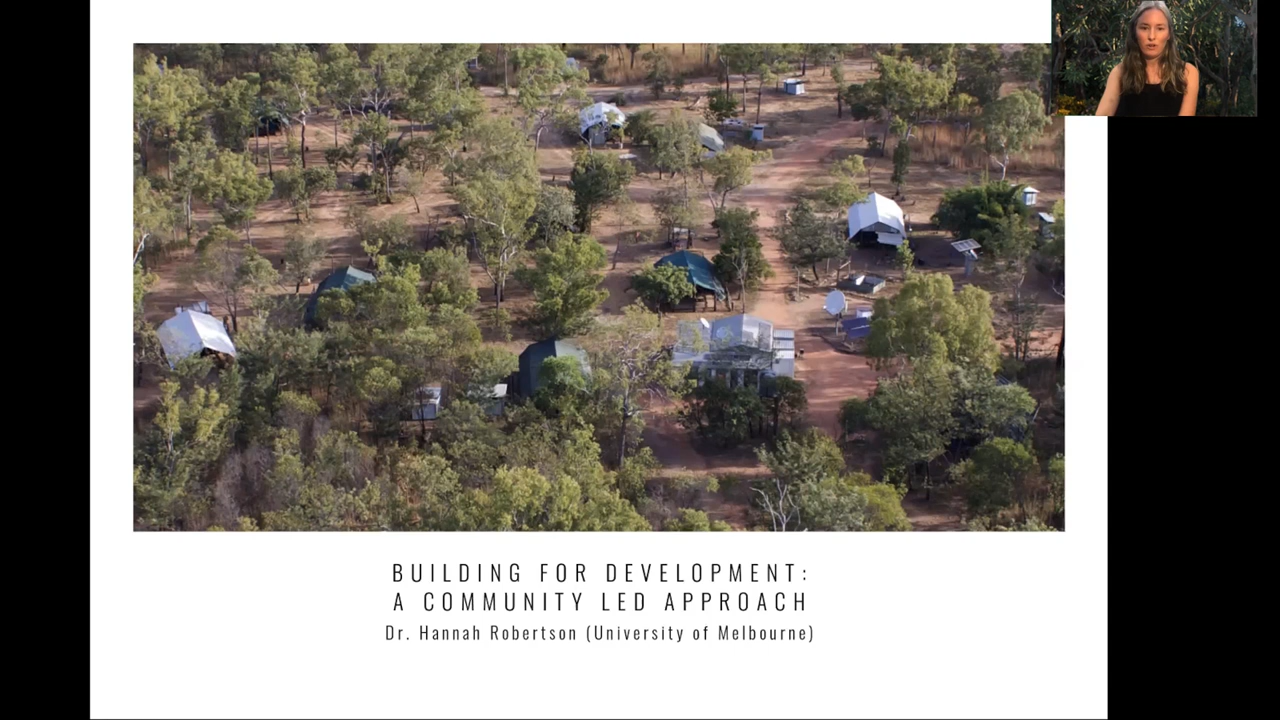 BUILDING FOR DEVELOPMENT:
A COMMUNITY LED APPROACH
Dr. Hannah Robertson (University of Melbourne)